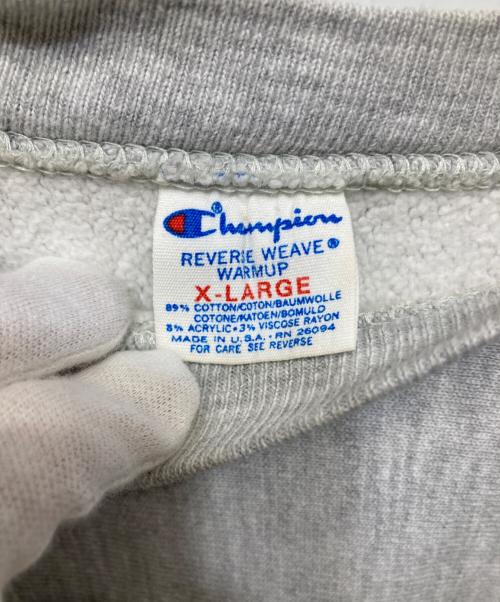 Champion®
REVERSE WEAVE®
WARMUP
X-LARGE
89% COTTON/COTON/BAUMWOLLE
COTONE/KATOEN/BOMULD
8% ACRYLIC • 3% VISCOSE RAYON
MADE IN U.S.A. • RN 26094
FOR CARE SEE REVERSE